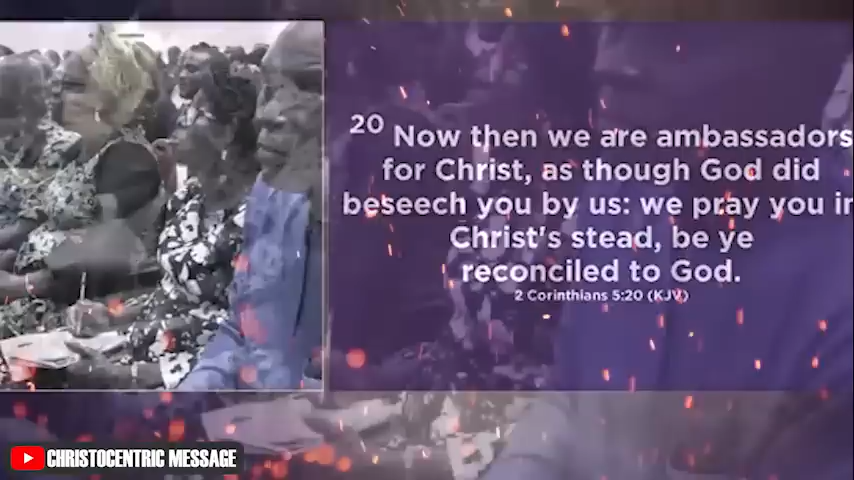 20 Now then we are ambassadors
for Christ, as though God did
beseech you by us: we pray you in
Christ's stead, be ye
reconciled to God.
2 Corinthians 5:20 (KJV)
CHRISTOCENTRIC MESSAGE